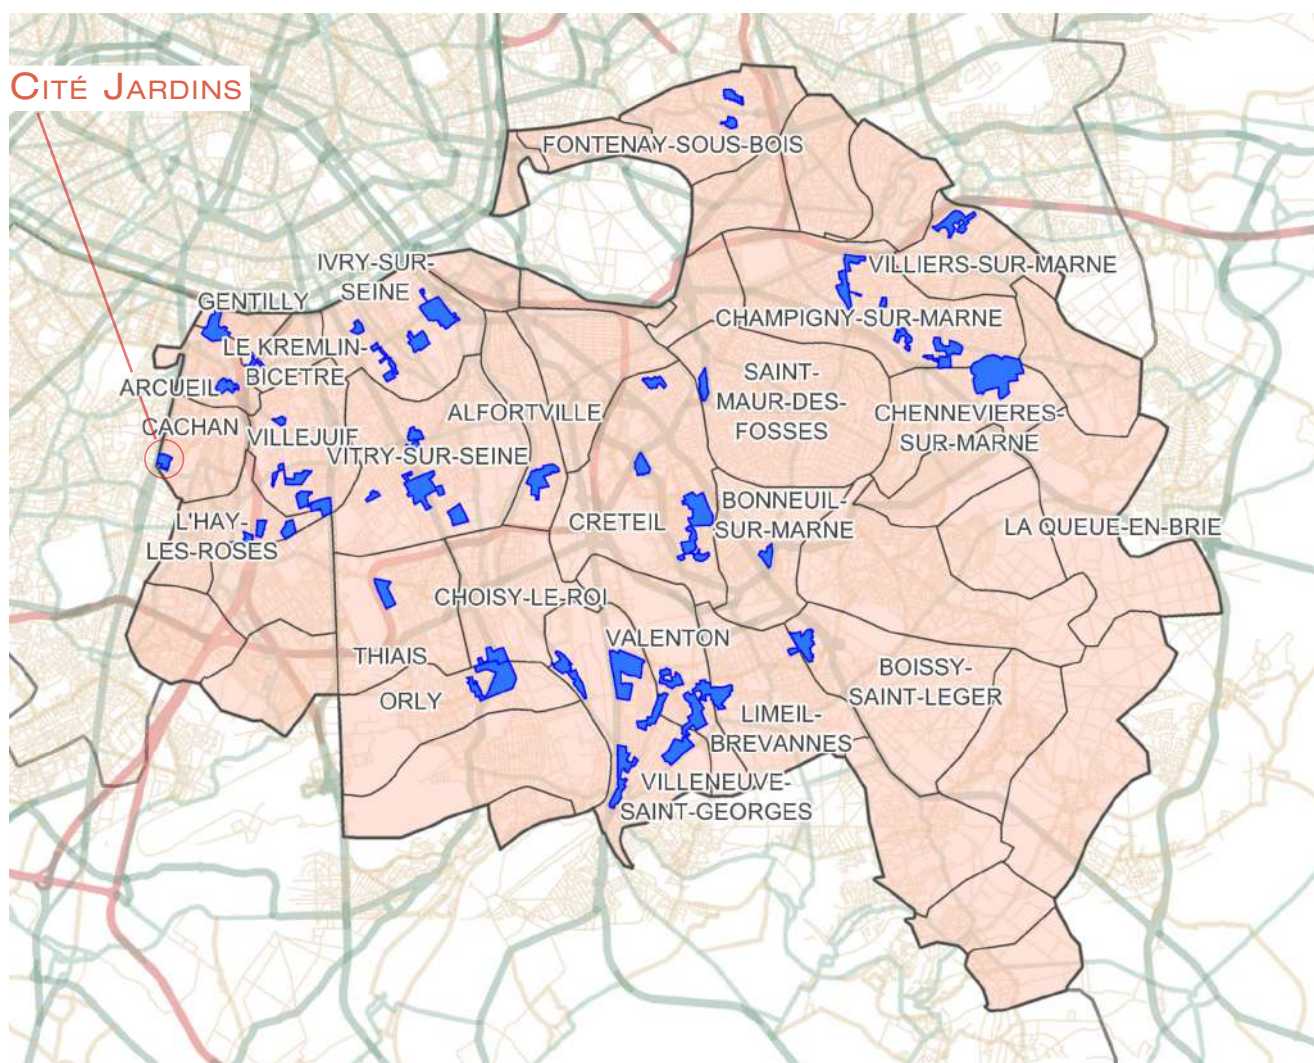 CITÉ JARDINS
FONTENAY-SOUS-BOIS
IVRY-SUR-
SEINE
VILLIERS-SUR-MARNE
GENTILLY
CHAMPIGNY-SUR-MARNE
LE KREMLIN-
BICETRE
ARCUEIL
SAINT-
MAUR-DES-
FOSSES
ALFORTVILLE
CHENNEVIERES-
SUR-MARNE
CACHAN
VILLEJUIF
VITRY-SUR-SEINE
L'HAY-
LES-ROSES
CRETEIL
BONNEUIL-
SUR-MARNE
LA QUEUE-EN-BRIE
CHOISY-LE-ROI
VALENTON
THIAIS
BOISSY-
SAINT-LEGER
ORLY
LIMEIL-
BREVANNES
VILLENEUVE-
SAINT-GEORGES